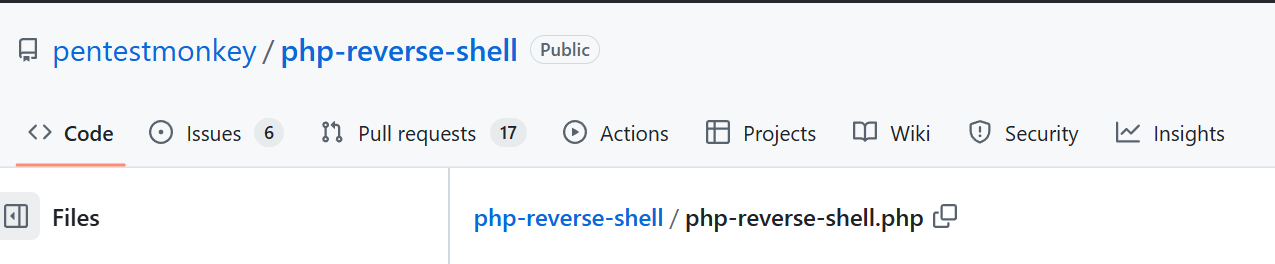 pentestmonkey / php-reverse-shell Public
Code Issues 6 Pull requests 17 Actions Projects Wiki Security Insights
Files php-reverse-shell / php-reverse-shell.php